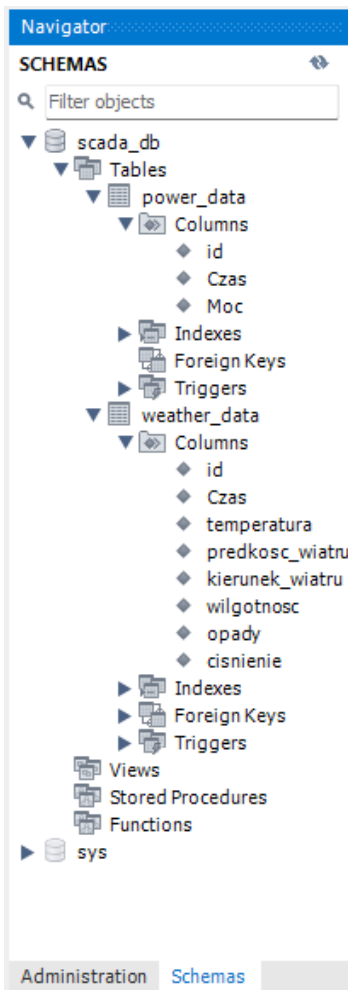 Navigator
SCHEMAS
Filter objects
scada_db
Tables
power_data
Columns
id
Czas
Moc
Indexes
Foreign Keys
Triggers
weather_data
Columns
id
Czas
temperatura
predkosc_wiatru
kierunek_wiatru
wilgotnosc
opady
cisnienie
Indexes
Foreign Keys
Triggers
Views
Stored Procedures
Functions
sys
Administration Schemas